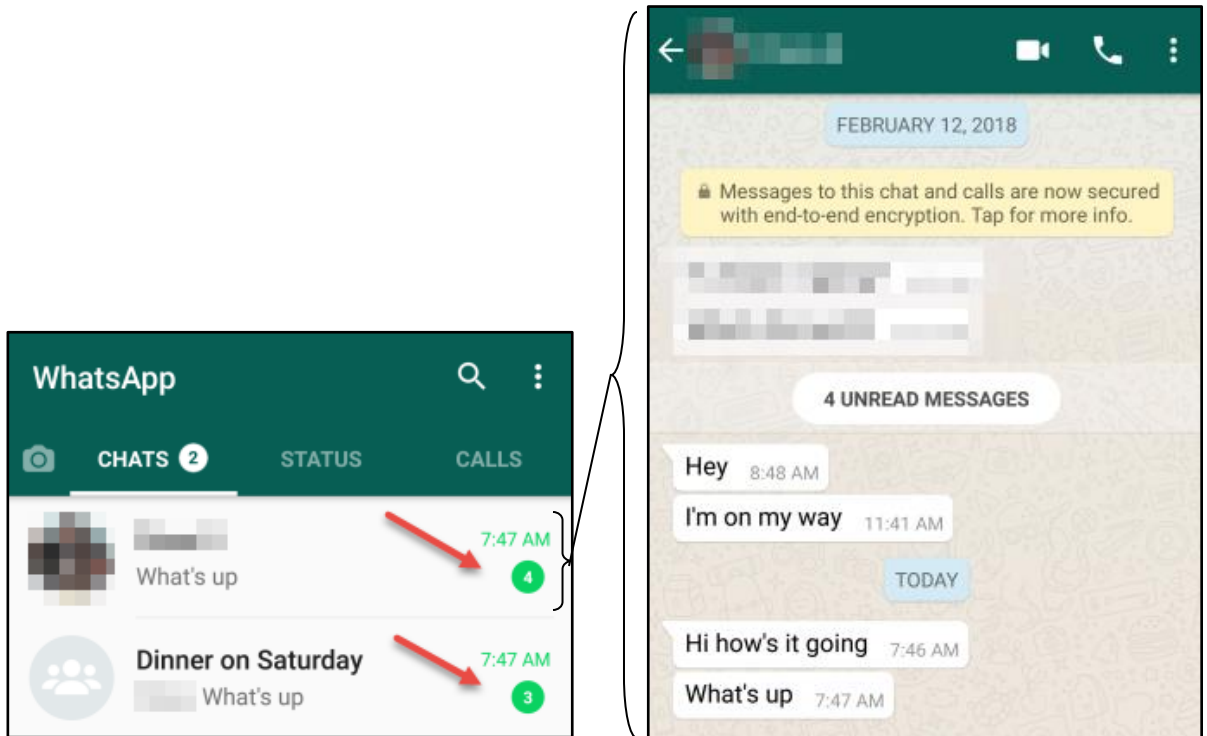 WhatsApp
CHATS 2 STATUS CALLS
7:47 AM
What's up 4
Dinner on Saturday 7:47 AM
What's up 3
FEBRUARY 12, 2018
Messages to this chat and calls are now secured
with end-to-end encryption. Tap for more info.
4 UNREAD MESSAGES
Hey 8:48 AM
I'm on my way 11:41 AM
TODAY
Hi how's it going 7:46 AM
What's up 7:47 AM